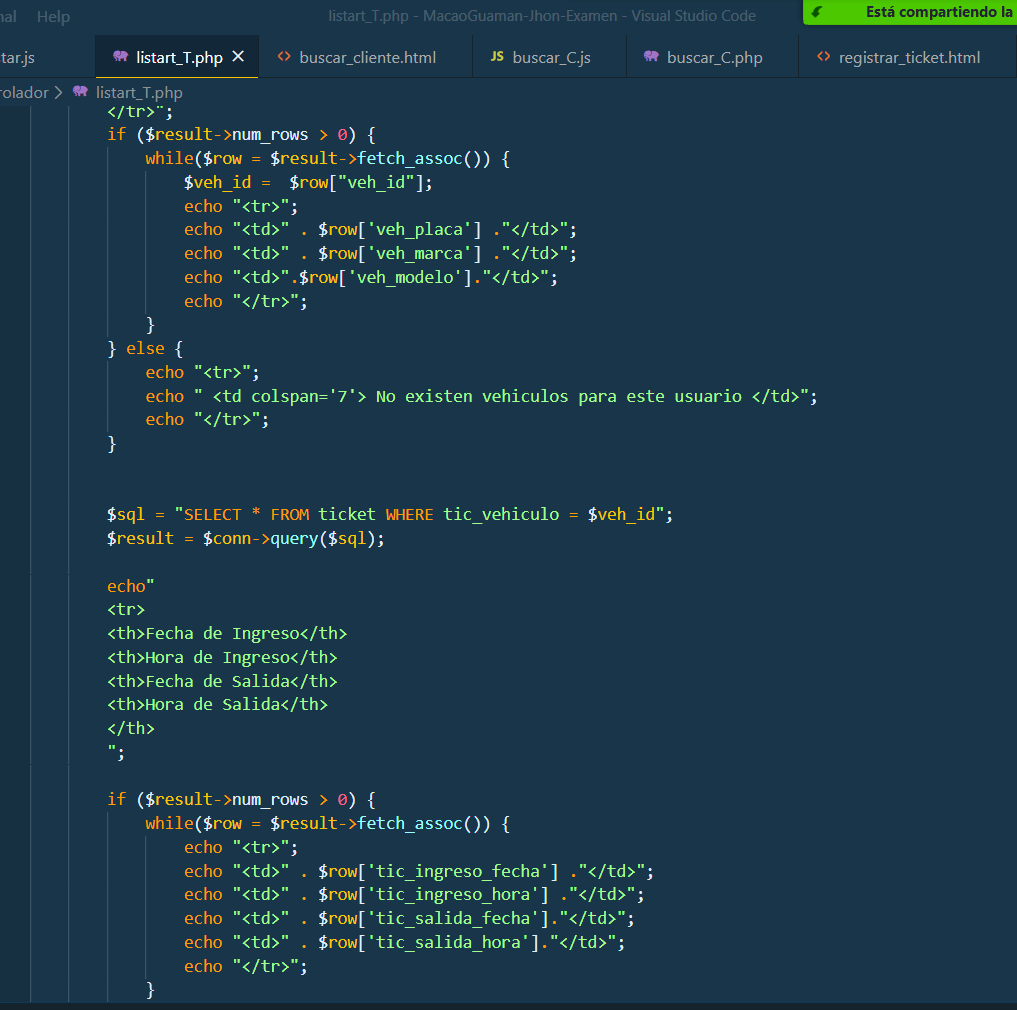 nal Help listart_T.php - MacaoGuaman-Jhon-Examen - Visual Studio Code Está compartiendo la
tar.js listart_T.php × <> buscar_cliente.html JS buscar_C.js buscar_C.php <> registrar_ticket.html
rolador > listart_T.php
</tr>";
if ($result->num_rows > 0) {
while($row = $result->fetch_assoc()) {
$veh_id =  $row["veh_id"];
echo "<tr>";
echo "<td>" . $row['veh_placa'] ."</td>";
echo "<td>" . $row['veh_marca'] ."</td>";
echo "<td>".$row['veh_modelo']."</td>";
echo "</tr>";
}
} else {
echo "<tr>";
echo " <td colspan='7'> No existen vehiculos para este usuario </td>";
echo "</tr>";
}
$sql = "SELECT * FROM ticket WHERE tic_vehiculo = $veh_id";
$result = $conn->query($sql);
echo"
<tr>
<th>Fecha de Ingreso</th>
<th>Hora de Ingreso</th>
<th>Fecha de Salida</th>
<th>Hora de Salida</th>
</th>
";
if ($result->num_rows > 0) {
while($row = $result->fetch_assoc()) {
echo "<tr>";
echo "<td>" . $row['tic_ingreso_fecha'] ."</td>";
echo "<td>" . $row['tic_ingreso_hora'] ."</td>";
echo "<td>" . $row['tic_salida_fecha']."</td>";
echo "<td>" . $row['tic_salida_hora']."</td>";
echo "</tr>";
}